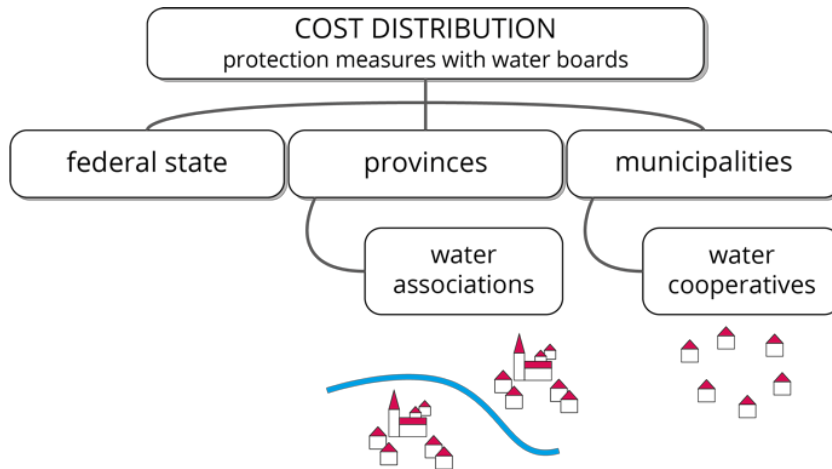 COST DISTRIBUTION
protection measures with water boards
federal state
provinces
municipalities
water
associations
water
cooperatives